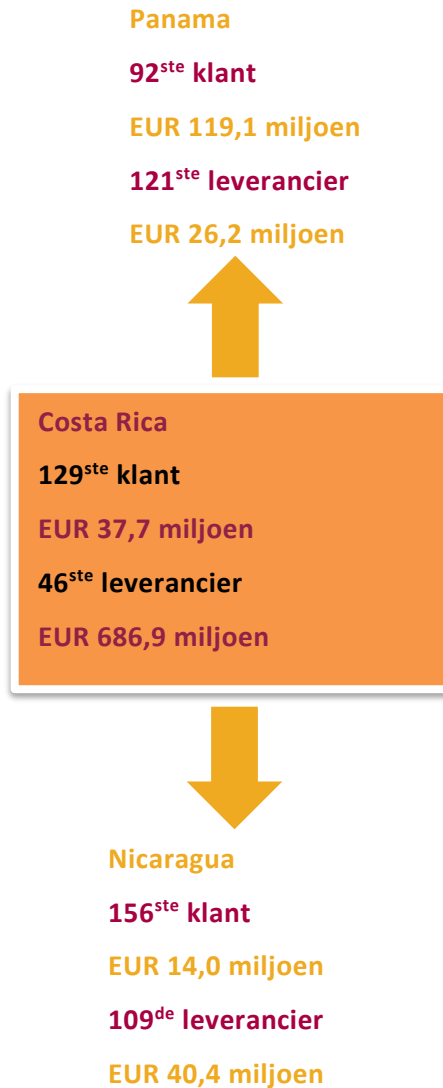 Panama
92ste klant
EUR 119,1 miljoen
121ste leverancier
EUR 26,2 miljoen
Costa Rica
129ste klant
EUR 37,7 miljoen
46ste leverancier
EUR 686,9 miljoen
Nicaragua
156ste klant
EUR 14,0 miljoen
109de leverancier
EUR 40,4 miljoen